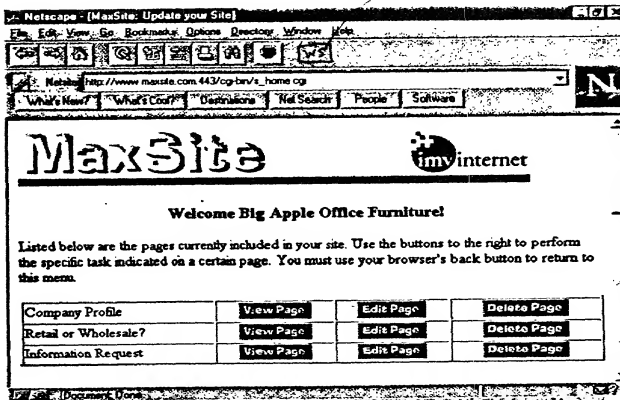 Netscape - [MaxSite: Update your Site]
File Edit View Go Bookmarks Options Directory Window Help
http://www.maxsite.com:443/cg-bin/s_home.cgi
What's New? What's Cool? Destinations Net Search People Software
N
MaxSite imv internet
Welcome Big Apple Office Furniture!
Listed below are the pages currently included in your site. Use the buttons to the right to perform
the specific task indicated on a certain page. You must use your browser's back button to return to
this menu.
Company Profile View Page Edit Page Delete Page
Retail or Wholesale? View Page Edit Page Delete Page
Information Request View Page Edit Page Delete Page
Document: Done